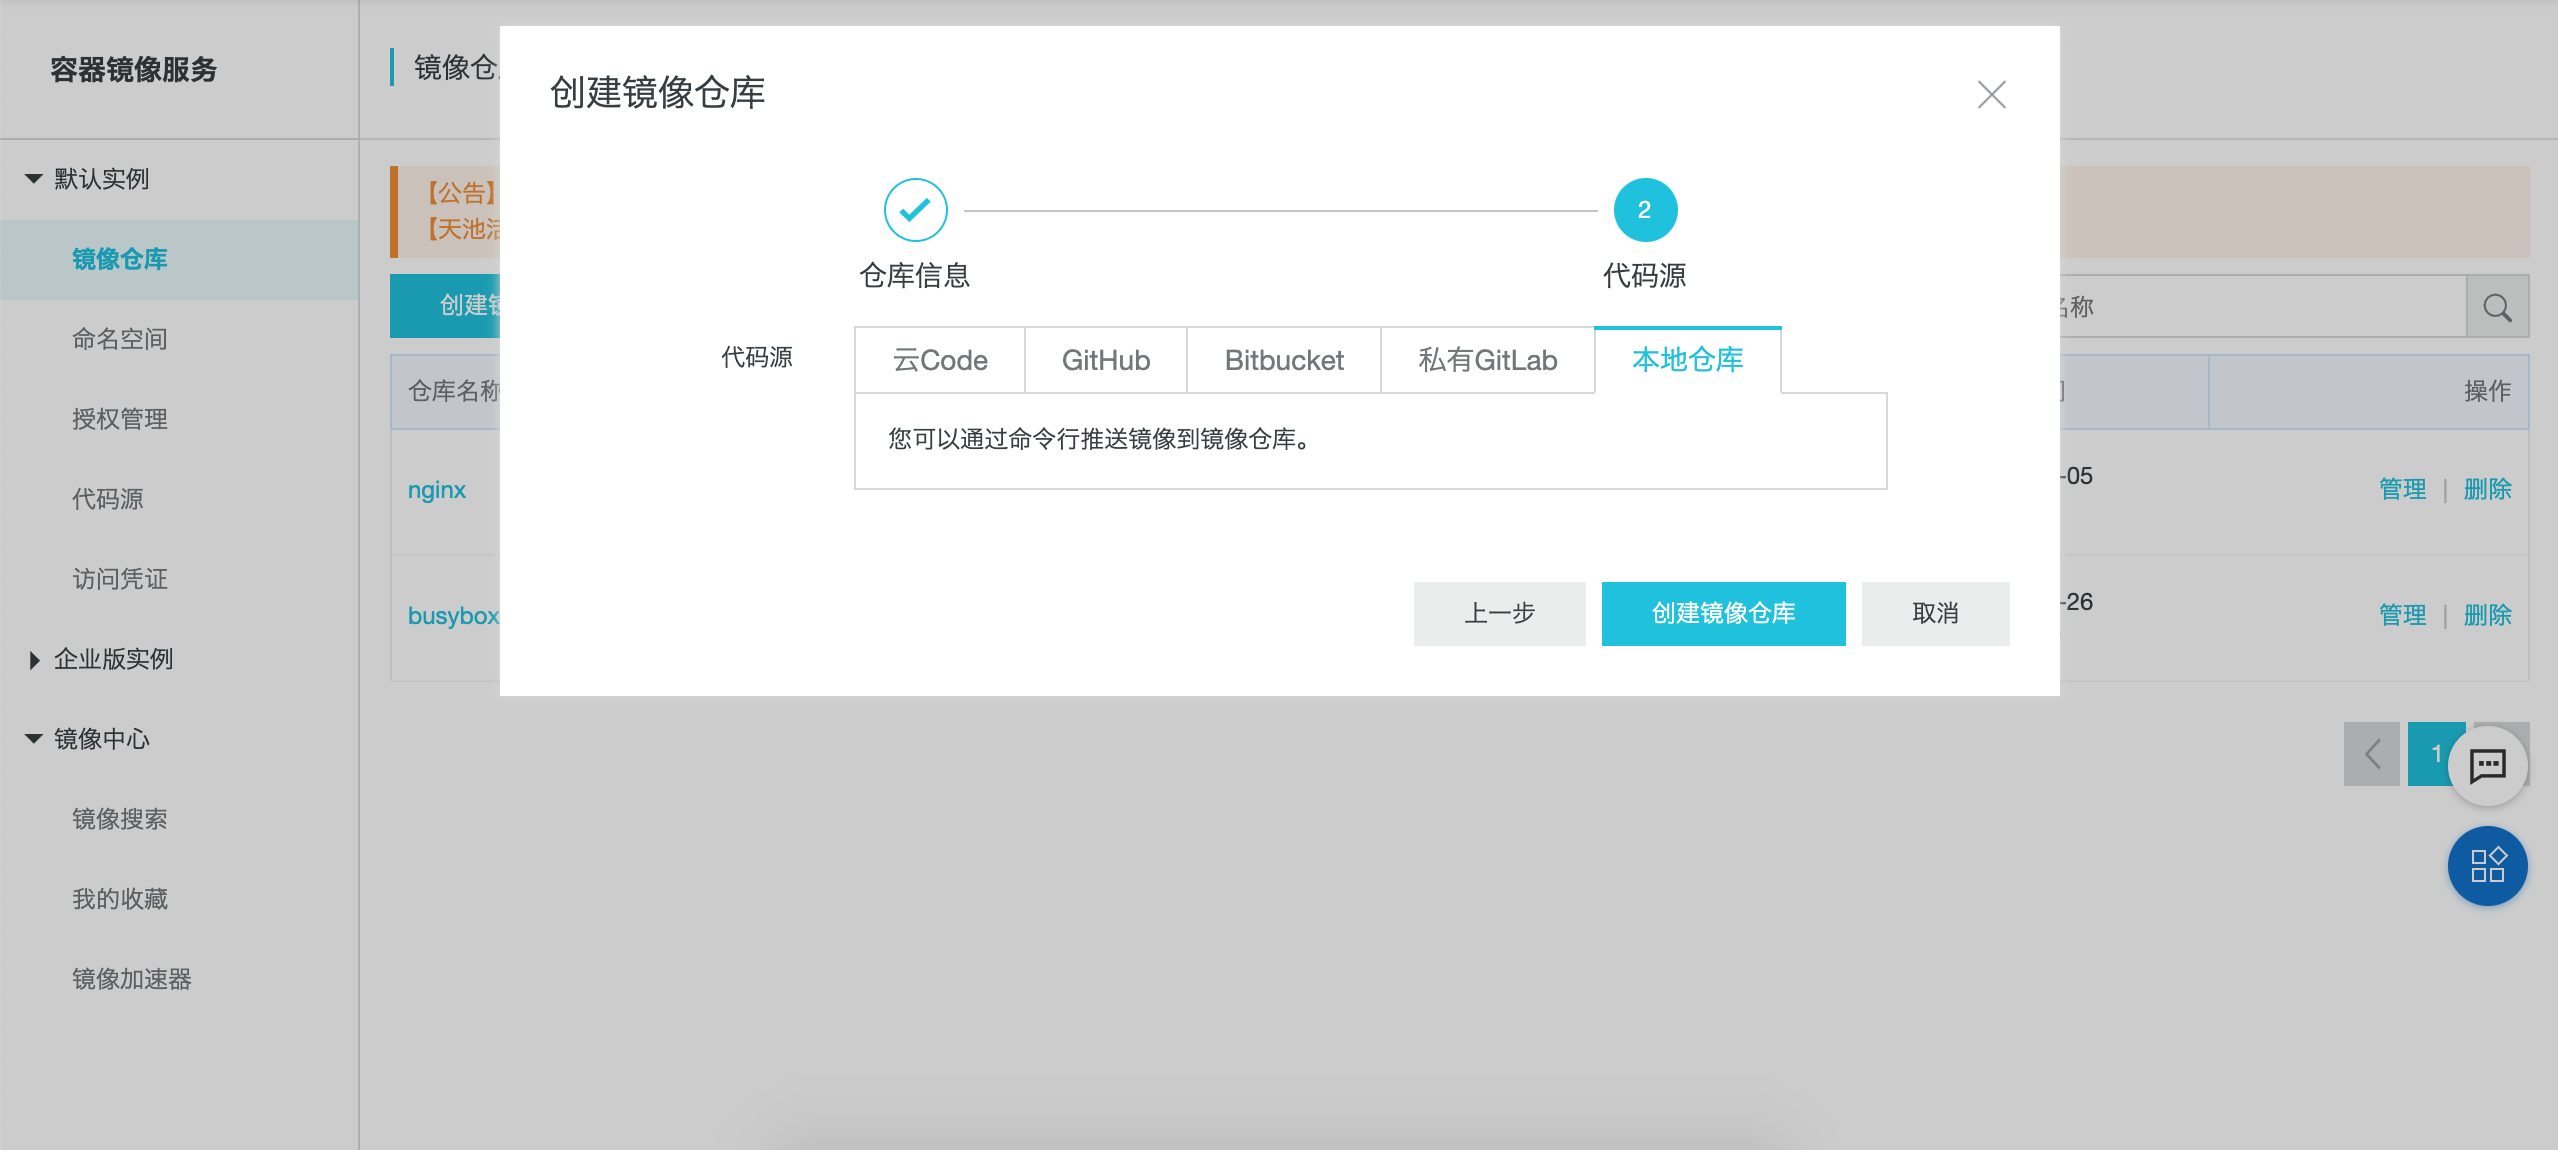 容器镜像服务
默认实例
镜像仓库
命名空间
授权管理
代码源
访问凭证
企业版实例
镜像中心
镜像搜索
我的收藏
镜像加速器
镜像仓
【公告】
【天池
创建
仓库名称
名称
操作
nginx
-05
管理 | 删除
busybox
-26
管理 | 删除
1
创建镜像仓库
2
仓库信息
代码源
代码源
云Code
GitHub
Bitbucket
私有GitLab
本地仓库
您可以通过命令行推送镜像到镜像仓库。
上一步
创建镜像仓库
取消